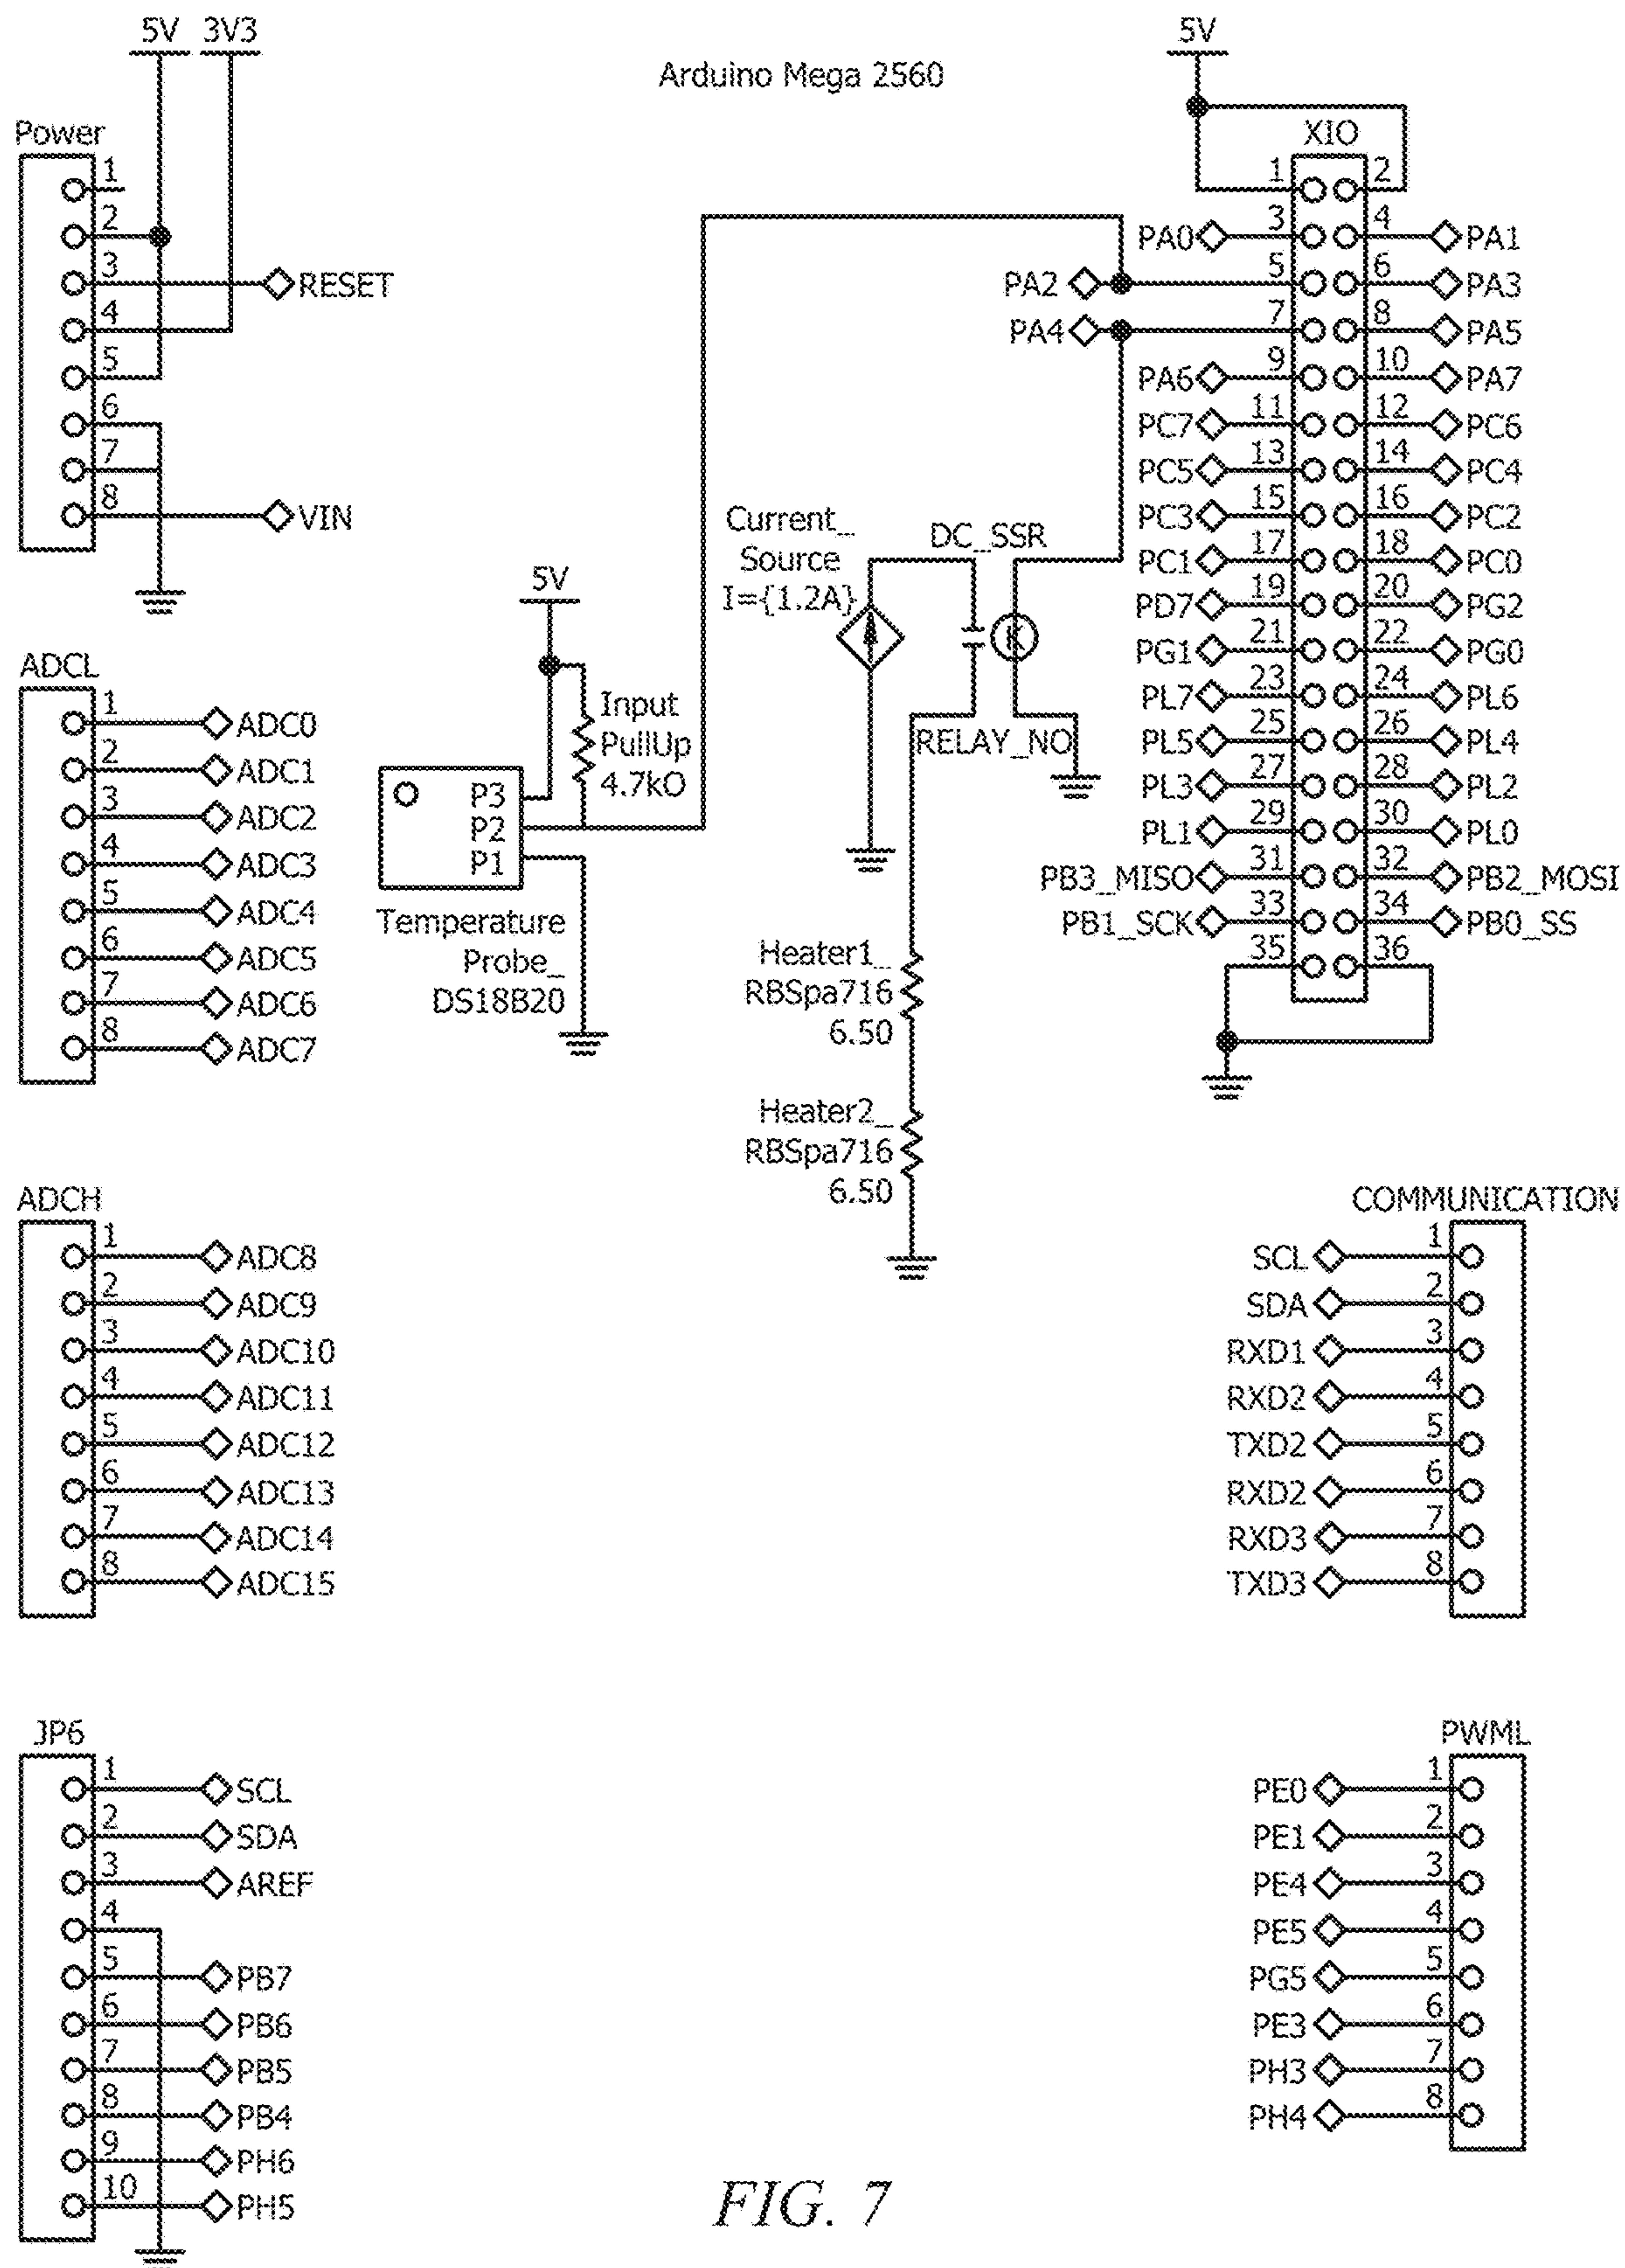 5V 3V3
Arduino Mega 2560
5V
Power
1
2
3 RESET
4
5
6
7
8 VIN
XIO
1 2
PA0 3 4 PA1
PA2 5 6 PA3
PA4 7 8 PA5
PA6 9 10 PA7
PC7 11 12 PC6
PC5 13 14 PC4
PC3 15 16 PC2
PC1 17 18 PC0
PD7 19 20 PG2
PG1 21 22 PG0
PL7 23 24 PL6
PL5 25 26 PL4
PL3 27 28 PL2
PL1 29 30 PL0
PB3_MISO 31 32 PB2_MOSI
PB1_SCK 33 34 PB0_SS
35 36
Current_
Source
I={1.2A}
DC_SSR
K
RELAY_NO
5V
Input
PullUp
4.7kO
P3
P2
P1
Temperature
Probe_
DS18B20
Heater1_
RBSpa716
6.50
Heater2_
RBSpa716
6.50
ADCL
1 ADC0
2 ADC1
3 ADC2
4 ADC3
5 ADC4
6 ADC5
7 ADC6
8 ADC7
ADCH
1 ADC8
2 ADC9
3 ADC10
4 ADC11
5 ADC12
6 ADC13
7 ADC14
8 ADC15
COMMUNICATION
SCL 1
SDA 2
RXD1 3
RXD2 4
TXD2 5
RXD2 6
RXD3 7
TXD3 8
JP6
1 SCL
2 SDA
3 AREF
4
5 PB7
6 PB6
7 PB5
8 PB4
9 PH6
10 PH5
PWML
PE0 1
PE1 2
PE4 3
PE5 4
PG5 5
PE3 6
PH3 7
PH4 8
FIG. 7